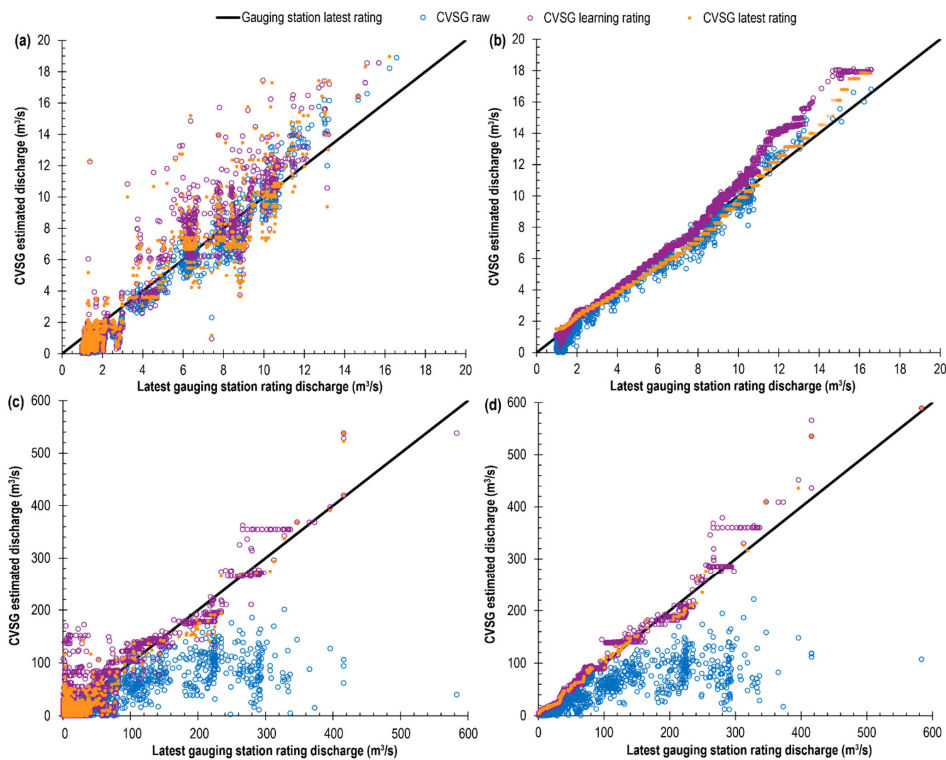 Gauging station latest rating CVSG raw CVSG learning rating CVSG latest rating
(a)
20
18
16
14
12
10
8
6
4
2
0
0 2 4 6 8 10 12 14 16 18 20
CVSG estimated discharge (m³/s)
Latest gauging station rating discharge (m³/s)
(b)
20
18
16
14
12
10
8
6
4
2
0
0 2 4 6 8 10 12 14 16 18 20
CVSG estimated discharge (m³/s)
Latest gauging station rating discharge (m³/s)
(c)
600
500
400
300
200
100
0
0 100 200 300 400 500 600
CVSG estimated discharge (m³/s)
Latest gauging station rating discharge (m³/s)
(d)
600
500
400
300
200
100
0
0 100 200 300 400 500 600
CVSG estimated discharge (m³/s)
Latest gauging station rating discharge (m³/s)